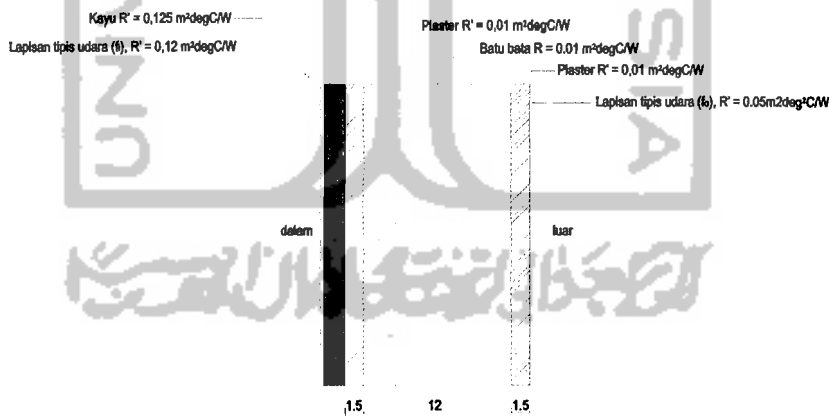 Kayu R' = 0,125 m²degC/W
Lapisan tipis udara (fi), R' = 0,12 m²degC/W
Plaster R' = 0,01 m²degC/W
Batu bata R = 0.01 m²degC/W
Plaster R' = 0,01 m²degC/W
Lapisan tipis udara (fo), R' = 0.05m2deg²C/W
dalam
luar
1.5
12
1.5